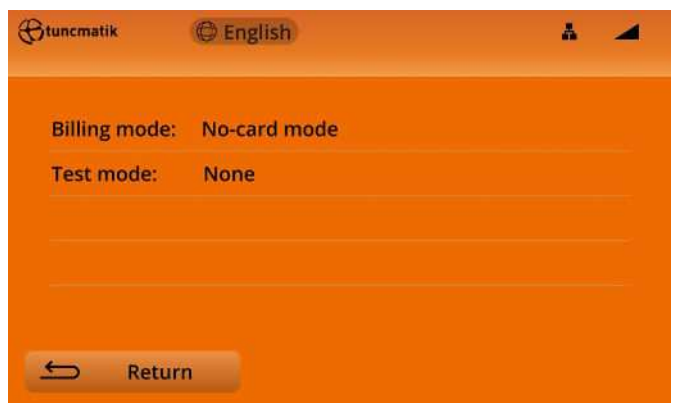 tuncmatik English
Billing mode: No-card mode
Test mode: None
Return